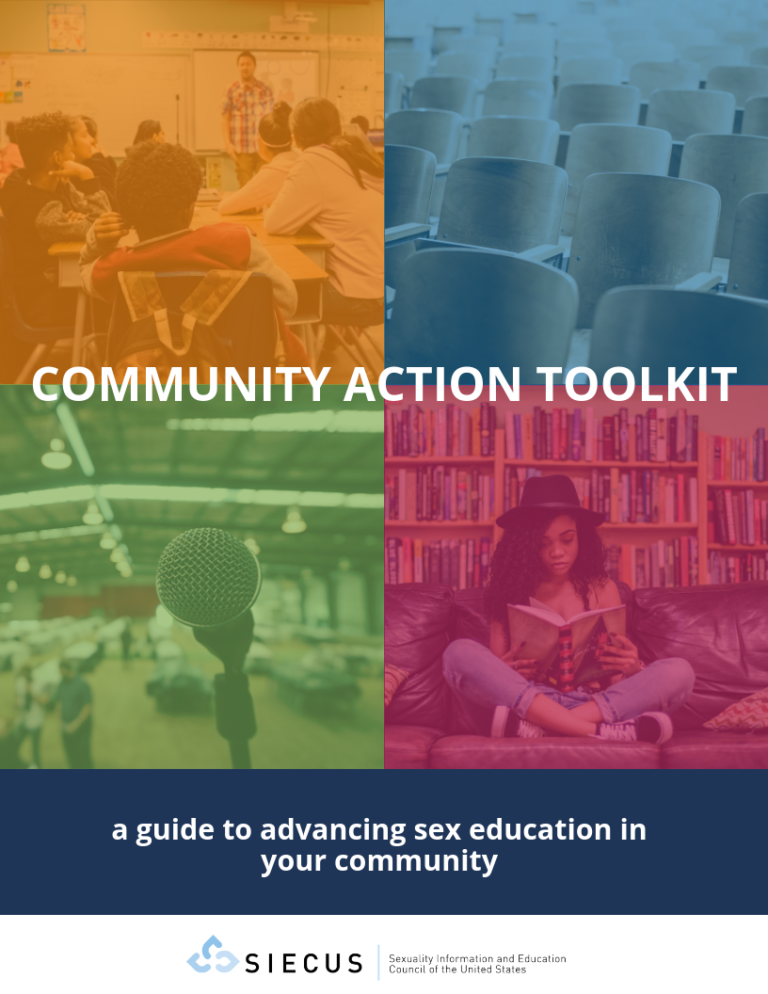 COMMUNITY ACTION TOOLKIT
a guide to advancing sex education in
your community
SIECUS
Sexuality Information and Education
Council of the United States